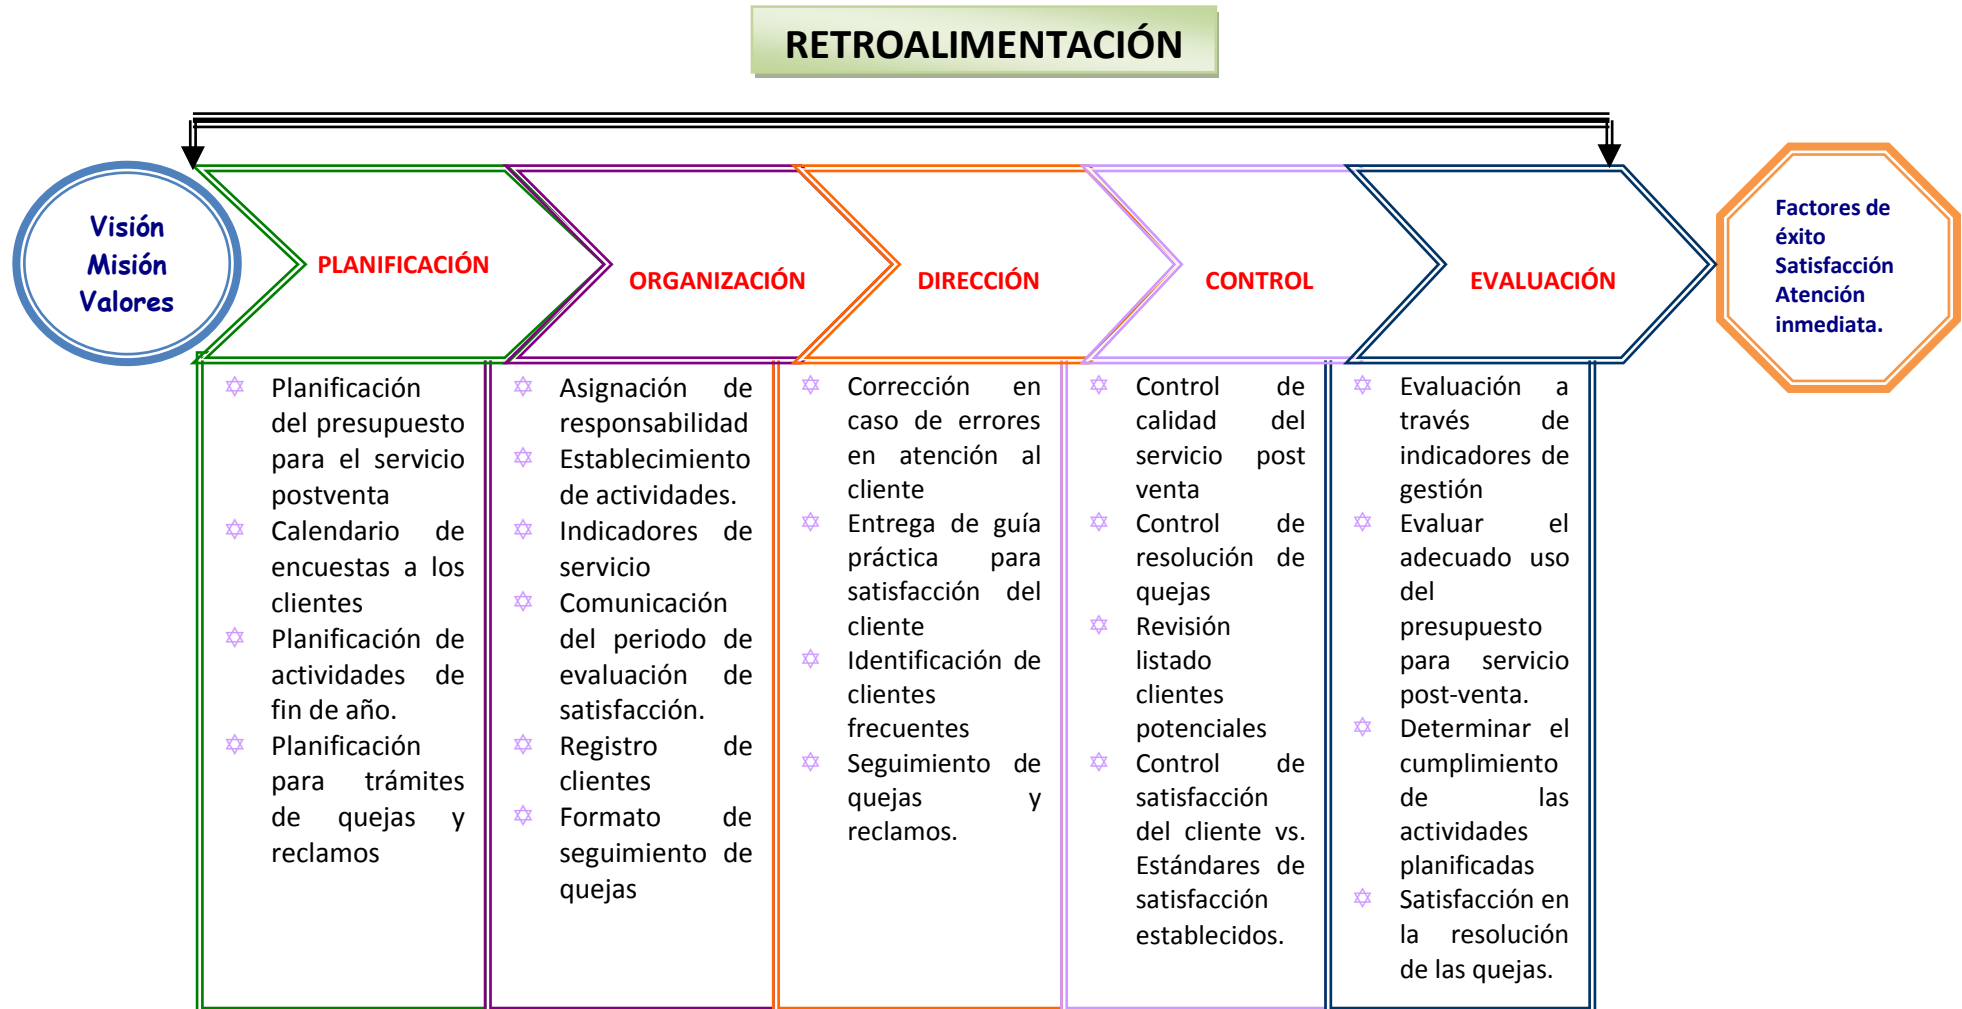 RETROALIMENTACIÓN
Visión
Misión
Valores
PLANIFICACIÓN
ORGANIZACIÓN
DIRECCIÓN
CONTROL
EVALUACIÓN
Factores de
éxito
Satisfacción
Atención
inmediata.
Planificación
del presupuesto
para el servicio
postventa
Calendario de
encuestas a los
clientes
Planificación de
actividades de
fin de año.
Planificación
para trámites
de quejas y
reclamos
Asignación de
responsabilidad
Establecimiento
de actividades.
Indicadores de
servicio
Comunicación
del periodo de
evaluación de
satisfacción.
Registro de
clientes
Formato de
seguimiento de
quejas
Corrección en
caso de errores
en atención al
cliente
Entrega de guía
práctica para
satisfacción del
cliente
Identificación de
clientes
frecuentes
Seguimiento de
quejas y
reclamos.
Control de
calidad del
servicio post
venta
Control de
resolución de
quejas
Revisión
listado
clientes
potenciales
Control de
satisfacción
del cliente vs.
Estándares de
satisfacción
establecidos.
Evaluación a
través de
indicadores de
gestión
Evaluar el
adecuado uso
del
presupuesto
para servicio
post-venta.
Determinar el
cumplimiento
de las
actividades
planificadas
Satisfacción en
la resolución
de las quejas.